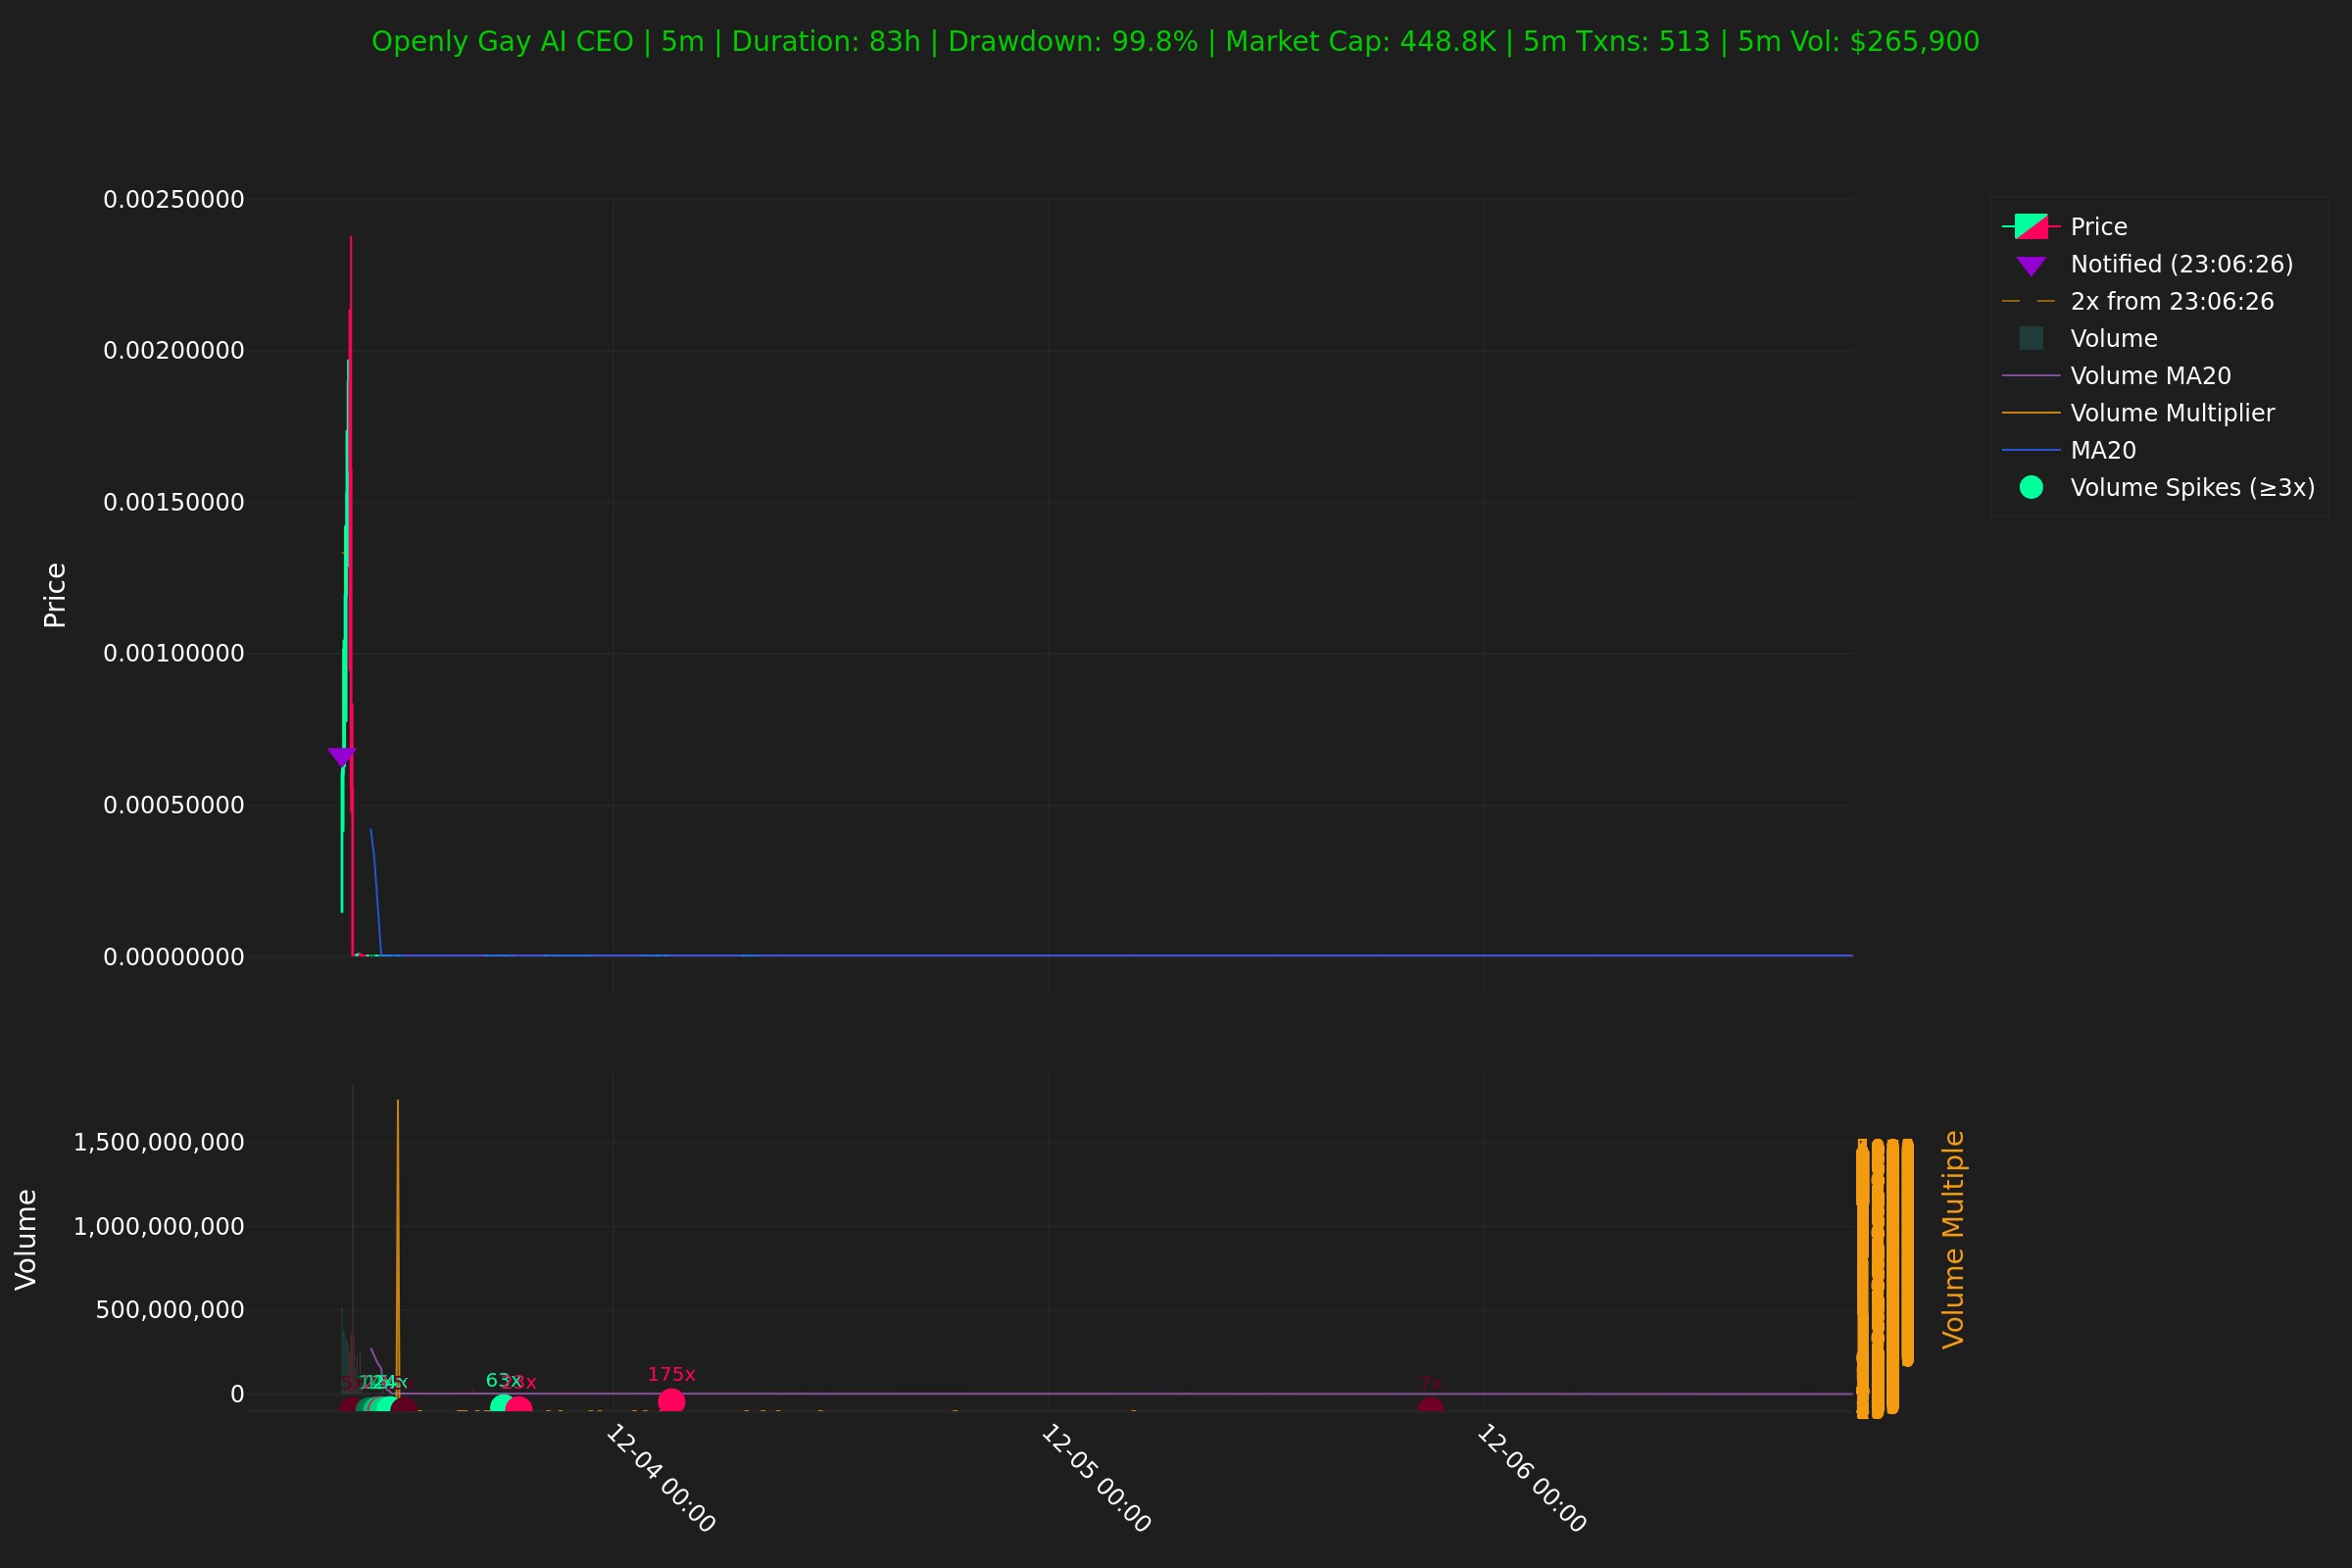 Openly Gay AI CEO | 5m | Duration: 83h | Drawdown: 99.8% | Market Cap: 448.8K | 5m Txns: 513 | 5m Vol: $265,900
0.00250000
0.00200000
0.00150000
0.00100000
0.00050000
0.00000000
Price
Price
Notified (23:06:26)
2x from 23:06:26
Volume
Volume MA20
Volume Multiplier
MA20
Volume Spikes (≥3x)
1,500,000,000
1,000,000,000
500,000,000
0
Volume
24x
63x
23x
175x
7x
Volume Multiple
12-04 00:00
12-05 00:00
12-06 00:00